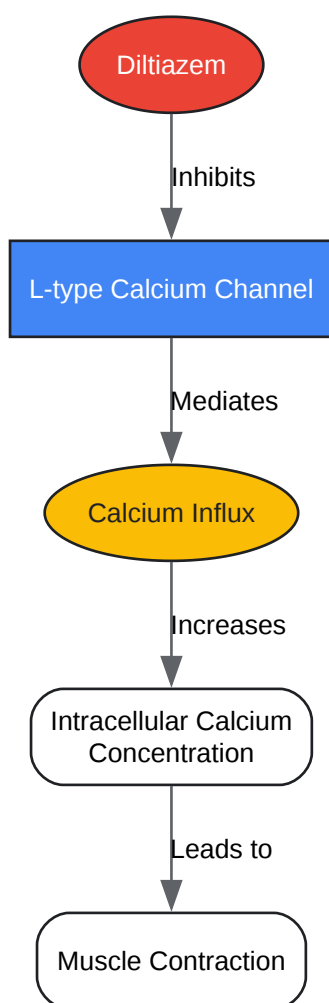 Diltiazem
Inhibits
L-type Calcium Channel
Mediates
Calcium Influx
Increases
Intracellular Calcium
Concentration
Leads to
Muscle Contraction